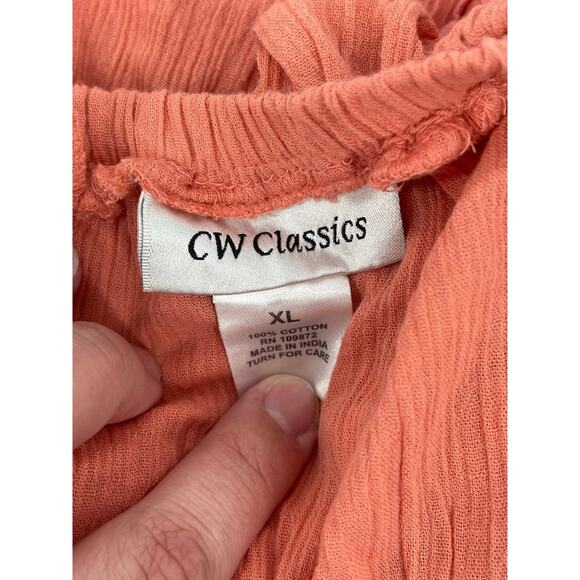 CW Classics
XL
100% COTTON
RN 109872
MADE IN INDIA
TURN FOR CARE